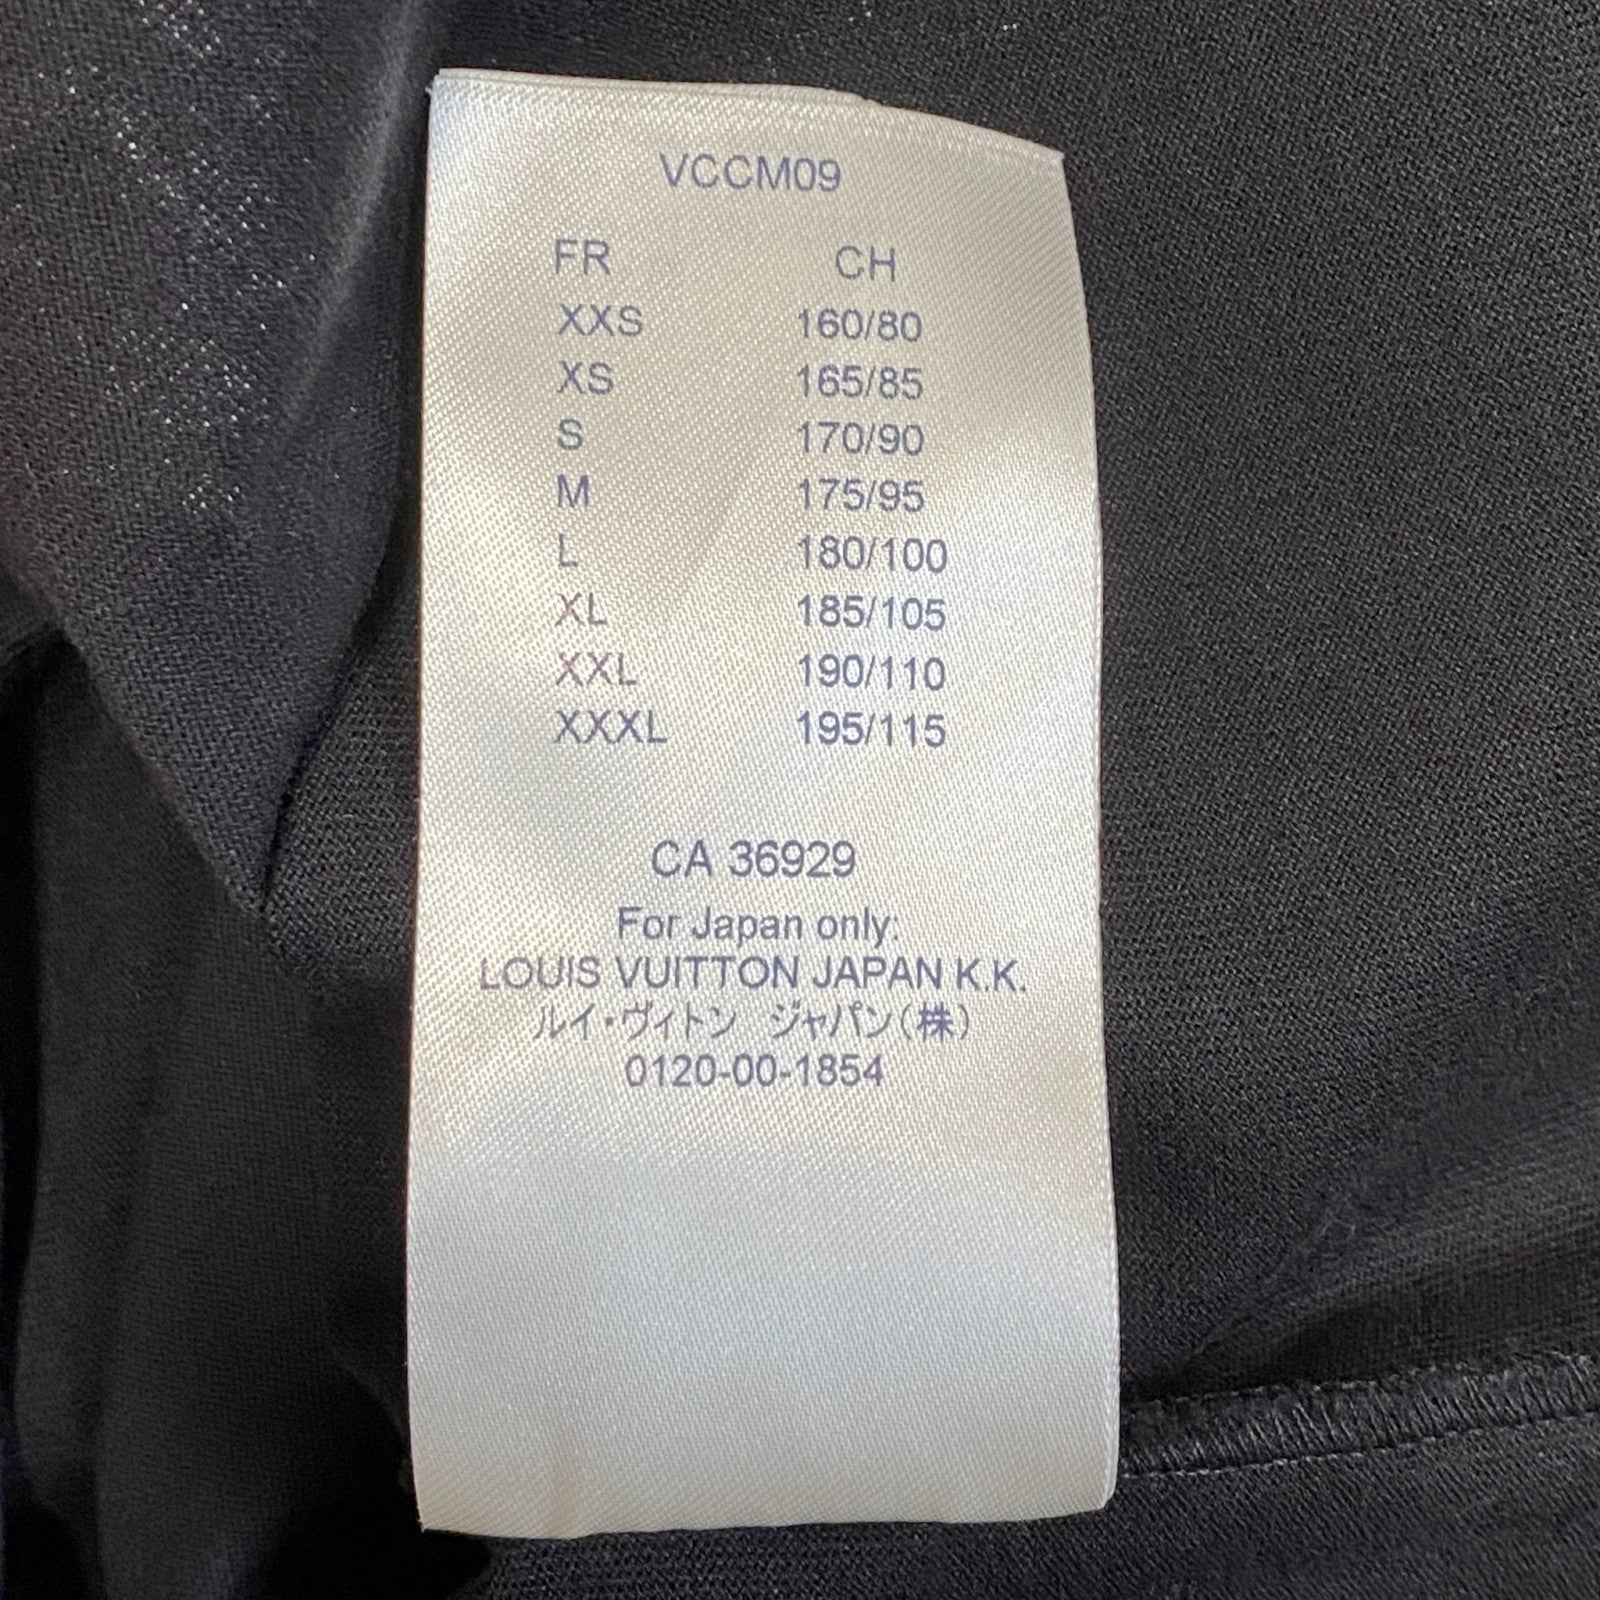 VCCM09
FR CH
XXS 160/80
XS 165/85
S 170/90
M 175/95
L 180/100
XL 185/105
XXL 190/110
XXXL 195/115
CA 36929
For Japan only:
LOUIS VUITTON JAPAN K.K.
ルイ・ヴィトン ジャパン(株)
0120-00-1854